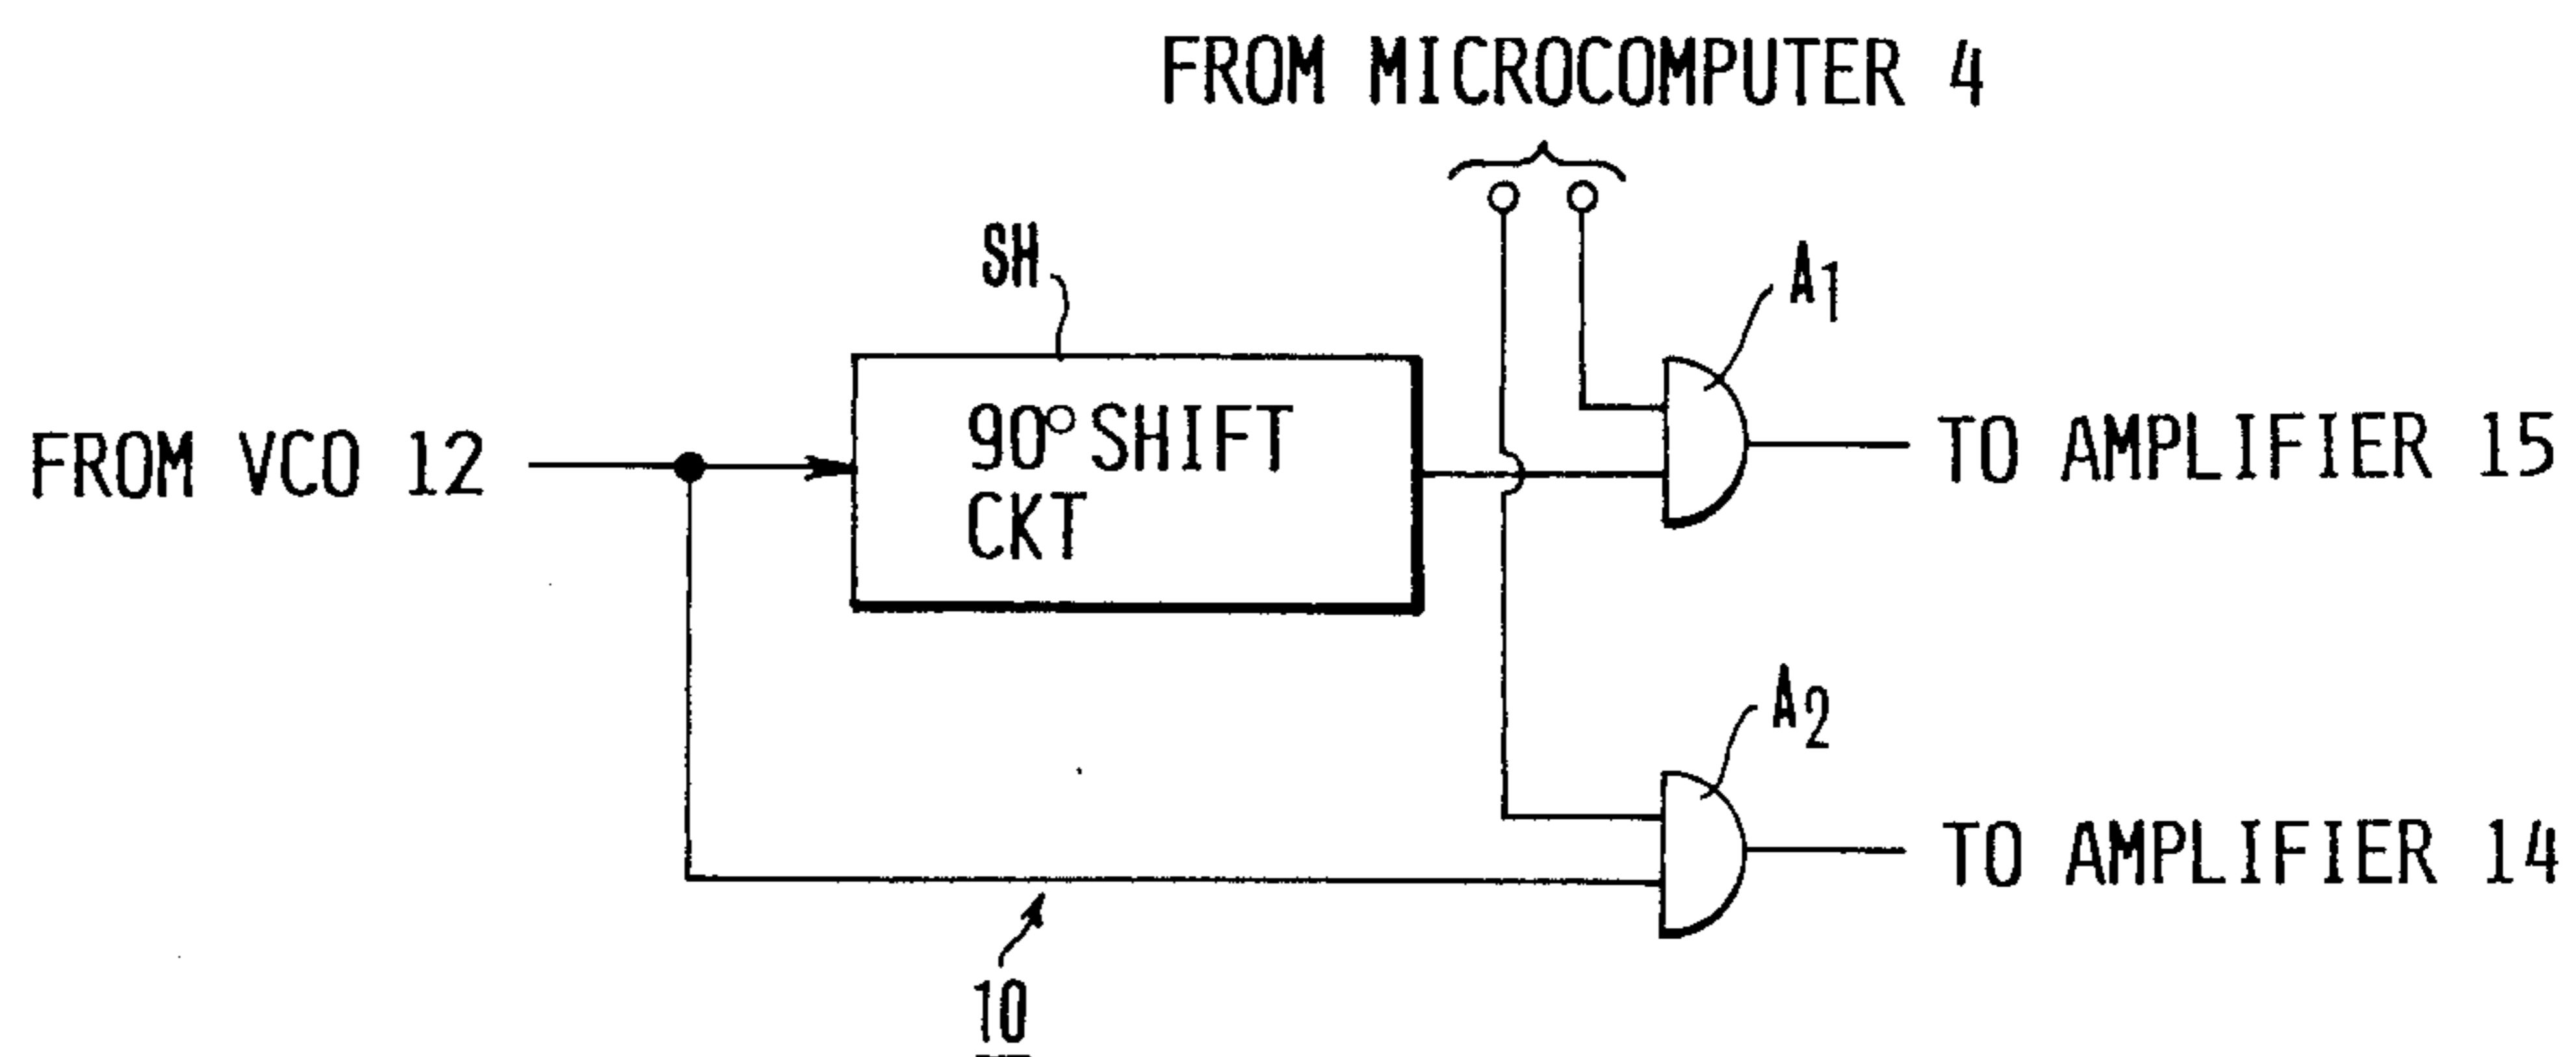 FROM MICROCOMPUTER 4
SH
A1
FROM VCO 12
90° SHIFT
CKT
TO AMPLIFIER 15
A2
TO AMPLIFIER 14
10